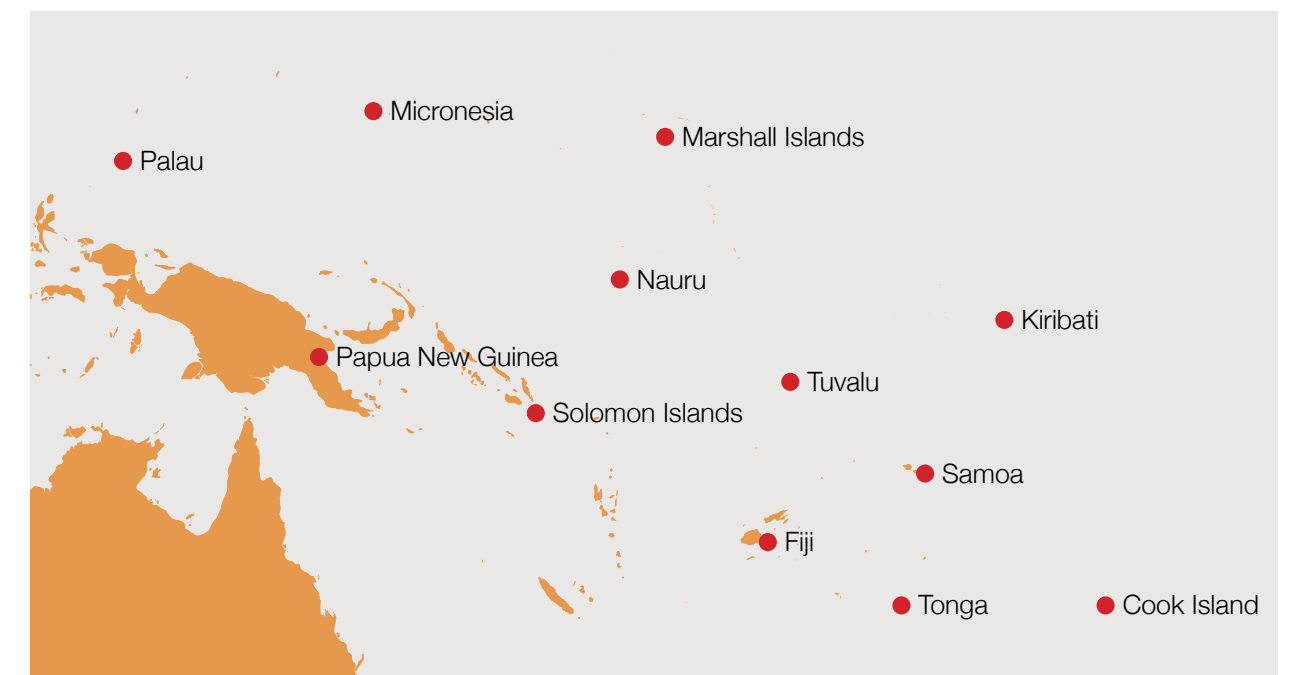 Micronesia
Marshall Islands
Palau
Nauru
Kiribati
Papua New Guinea
Tuvalu
Solomon Islands
Samoa
Fiji
Tonga
Cook Island